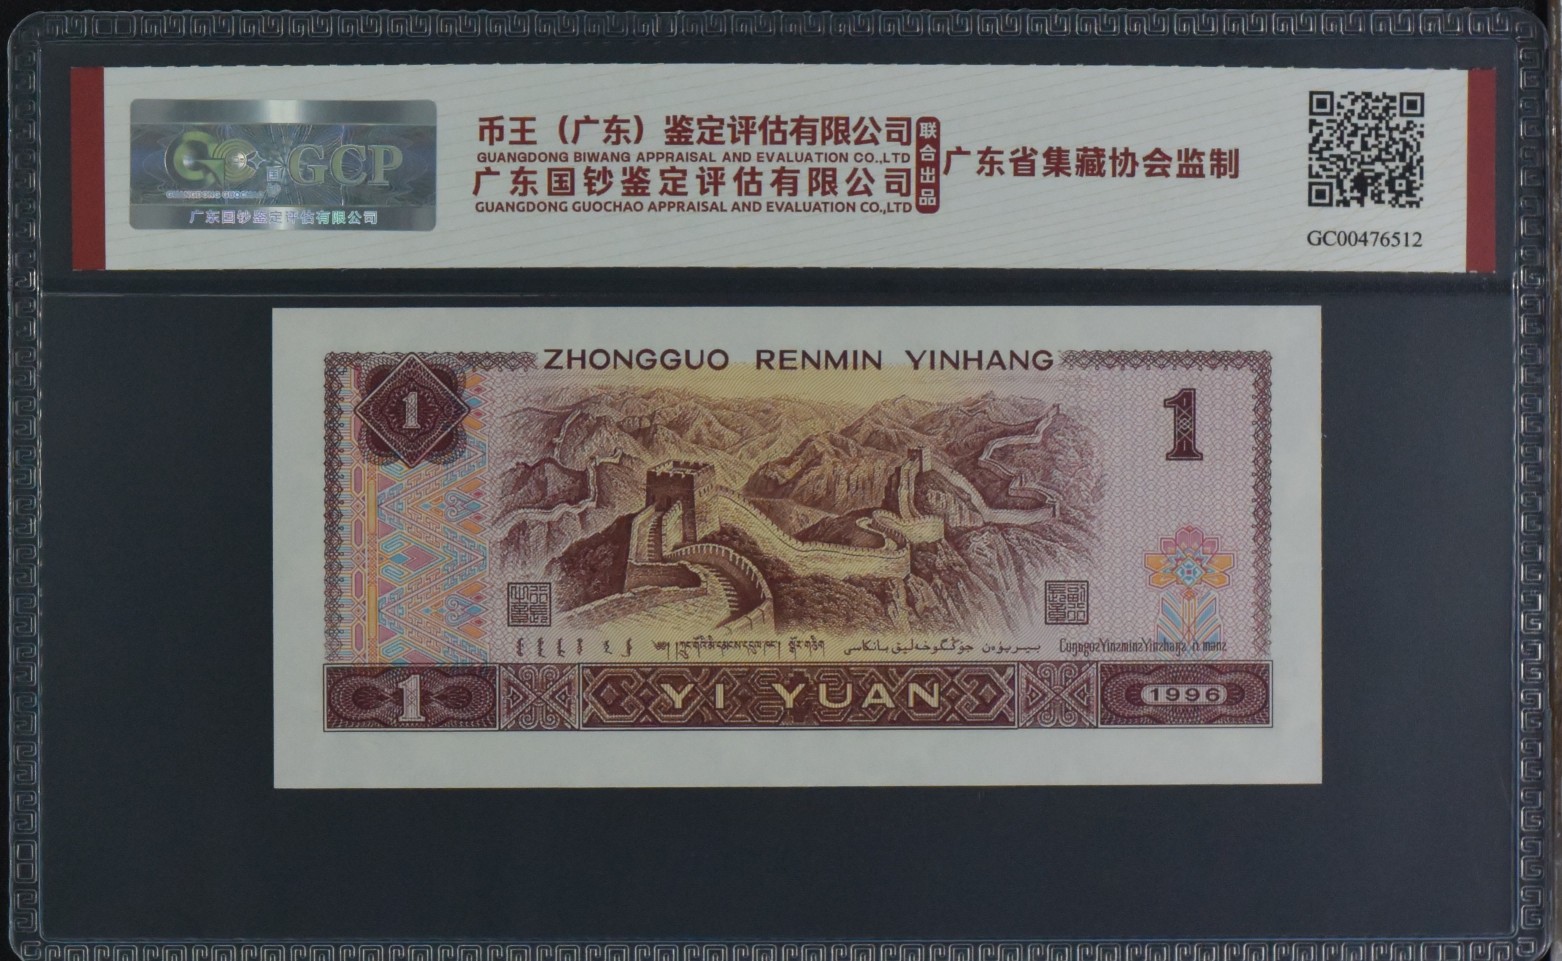 GCP
广东国钞鉴定评估有限公司
币王（广东）鉴定评估有限公司
GUANGDONG BIWANG APPRAISAL AND EVALUATION CO.,LTD
广东国钞鉴定评估有限公司
GUANGDONG GUOCHAO APPRAISAL AND EVALUATION CO.,LTD
联合出品
广东省集藏协会监制
GC00476512
ZHONGGUO RENMIN YINHANG
1
1
1
YI YUAN
1996